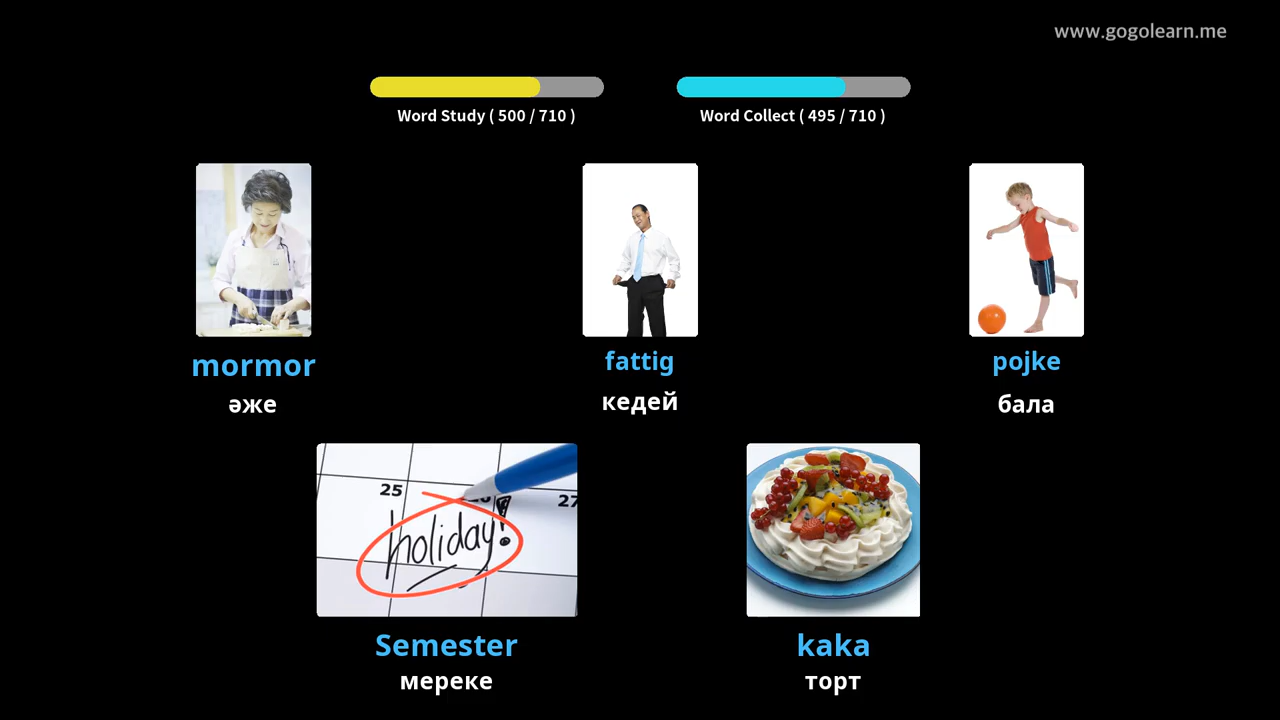 www.gogolearn.me
Word Study ( 500 / 710 )
Word Collect ( 495 / 710 )
mormor
әже
fattig
кедей
pojke
бала
25
27
holiday!
Semester
мереке
kaka
торт